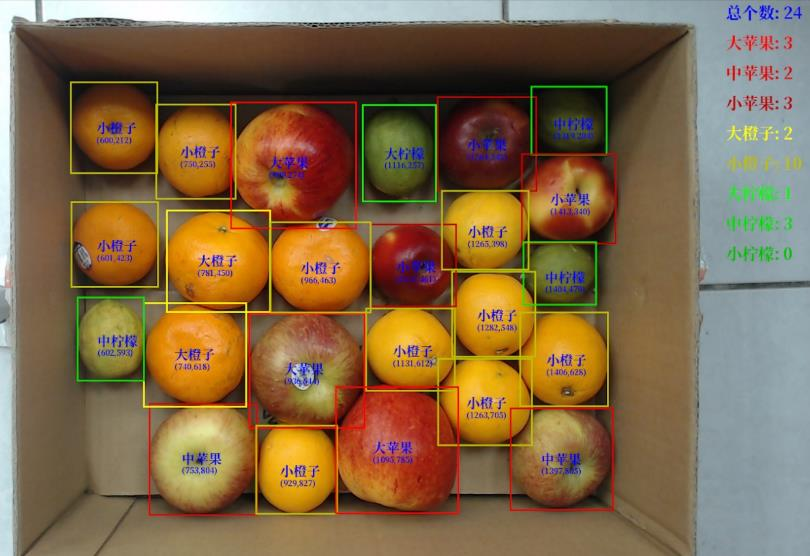 总个数: 24
大苹果: 3
中苹果: 2
小苹果: 3
大橙子: 2
小橙子: 10
大柠檬: 1
中柠檬: 3
小柠檬: 0
小橙子
(600,212)
小橙子
(750,255)
大苹果
大柠檬
(1116,257)
小苹果
中柠檬
小苹果
(1413,340)
小橙子
(601,423)
大橙子
(781,450)
小橙子
(966,463)
小苹果
小橙子
(1265,398)
中柠檬
(1404,479)
中柠檬
(602,593)
大橙子
(740,618)
大苹果
小橙子
(1131,612)
小橙子
(1282,548)
小橙子
(1406,628)
小橙子
(1263,705)
中苹果
(753,804)
小橙子
(929,827)
大苹果
(1095,785)
中苹果
(1397,805)